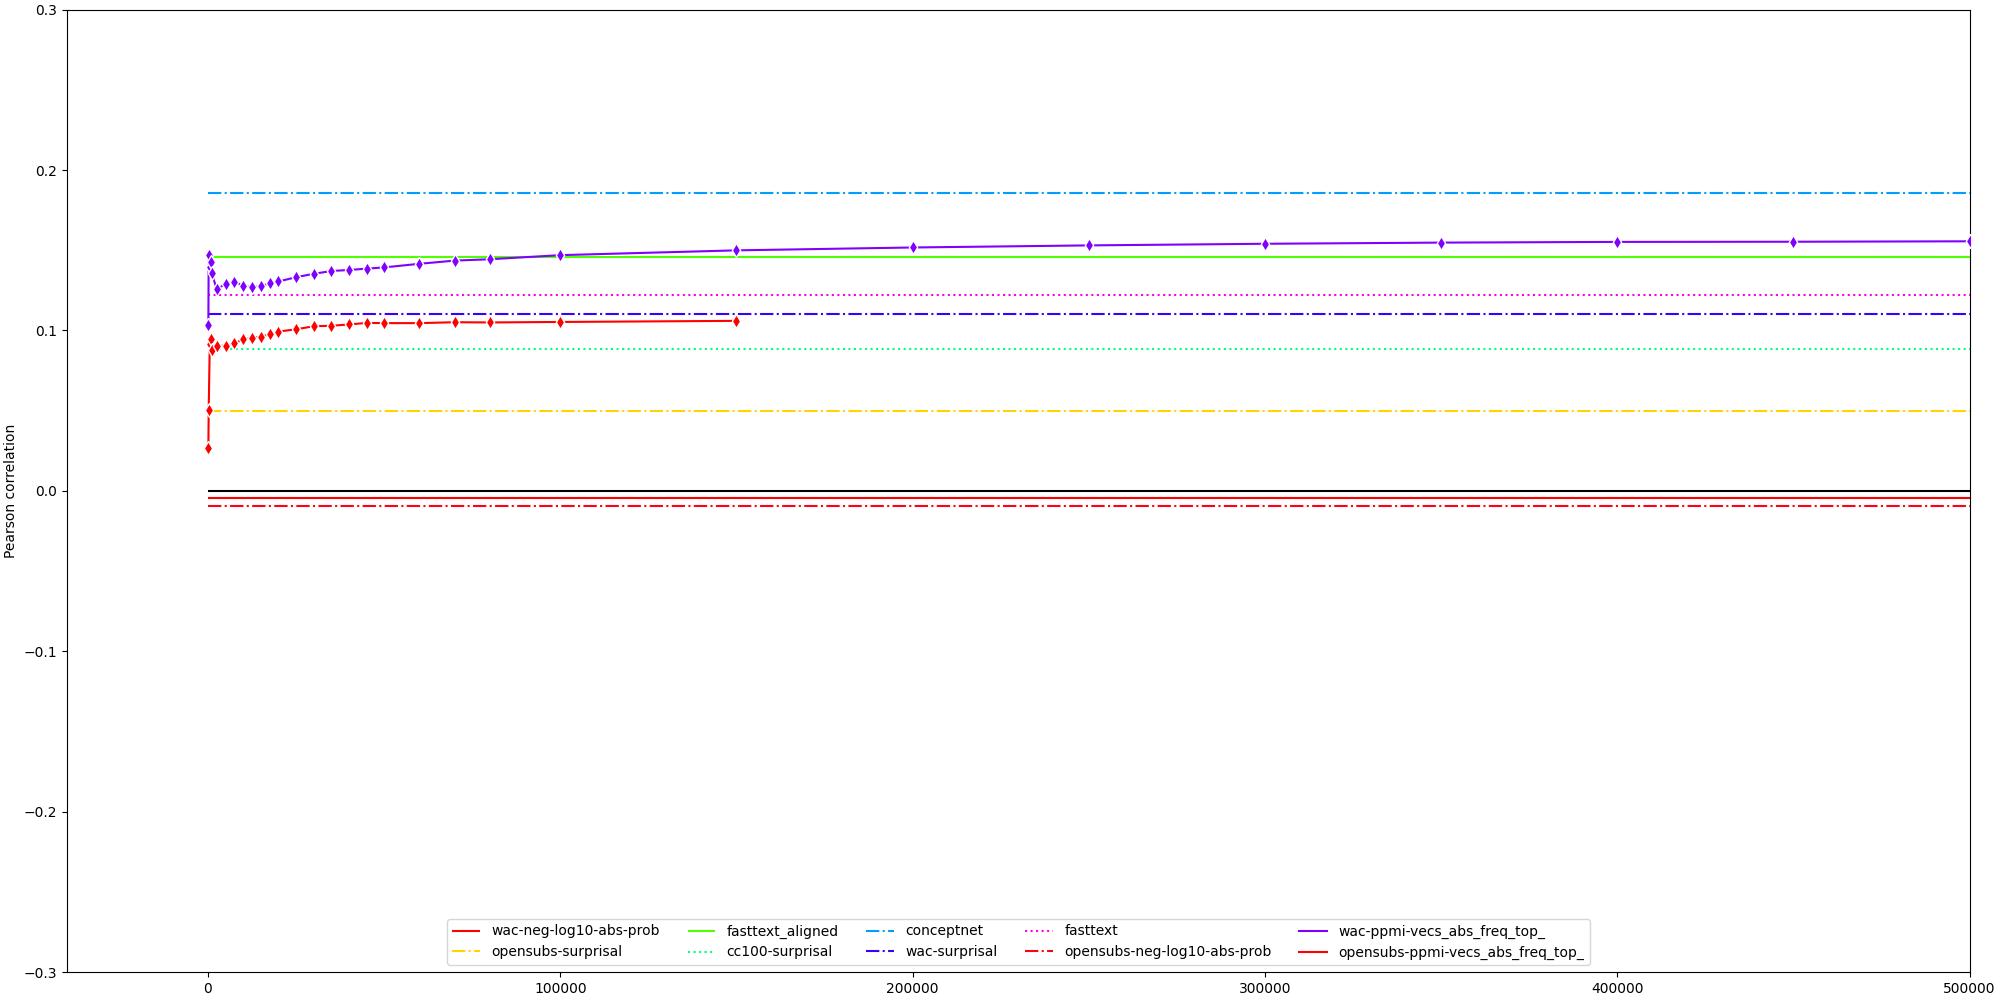 0.3
0.2
0.1
0.0
−0.1
−0.2
−0.3
Pearson correlation
wac-neg-log10-abs-prob
opensubs-surprisal
fasttext_aligned
cc100-surprisal
conceptnet
wac-surprisal
fasttext
opensubs-neg-log10-abs-prob
wac-ppmi-vecs_abs_freq_top_
opensubs-ppmi-vecs_abs_freq_top_
0 100000 200000 300000 400000 500000